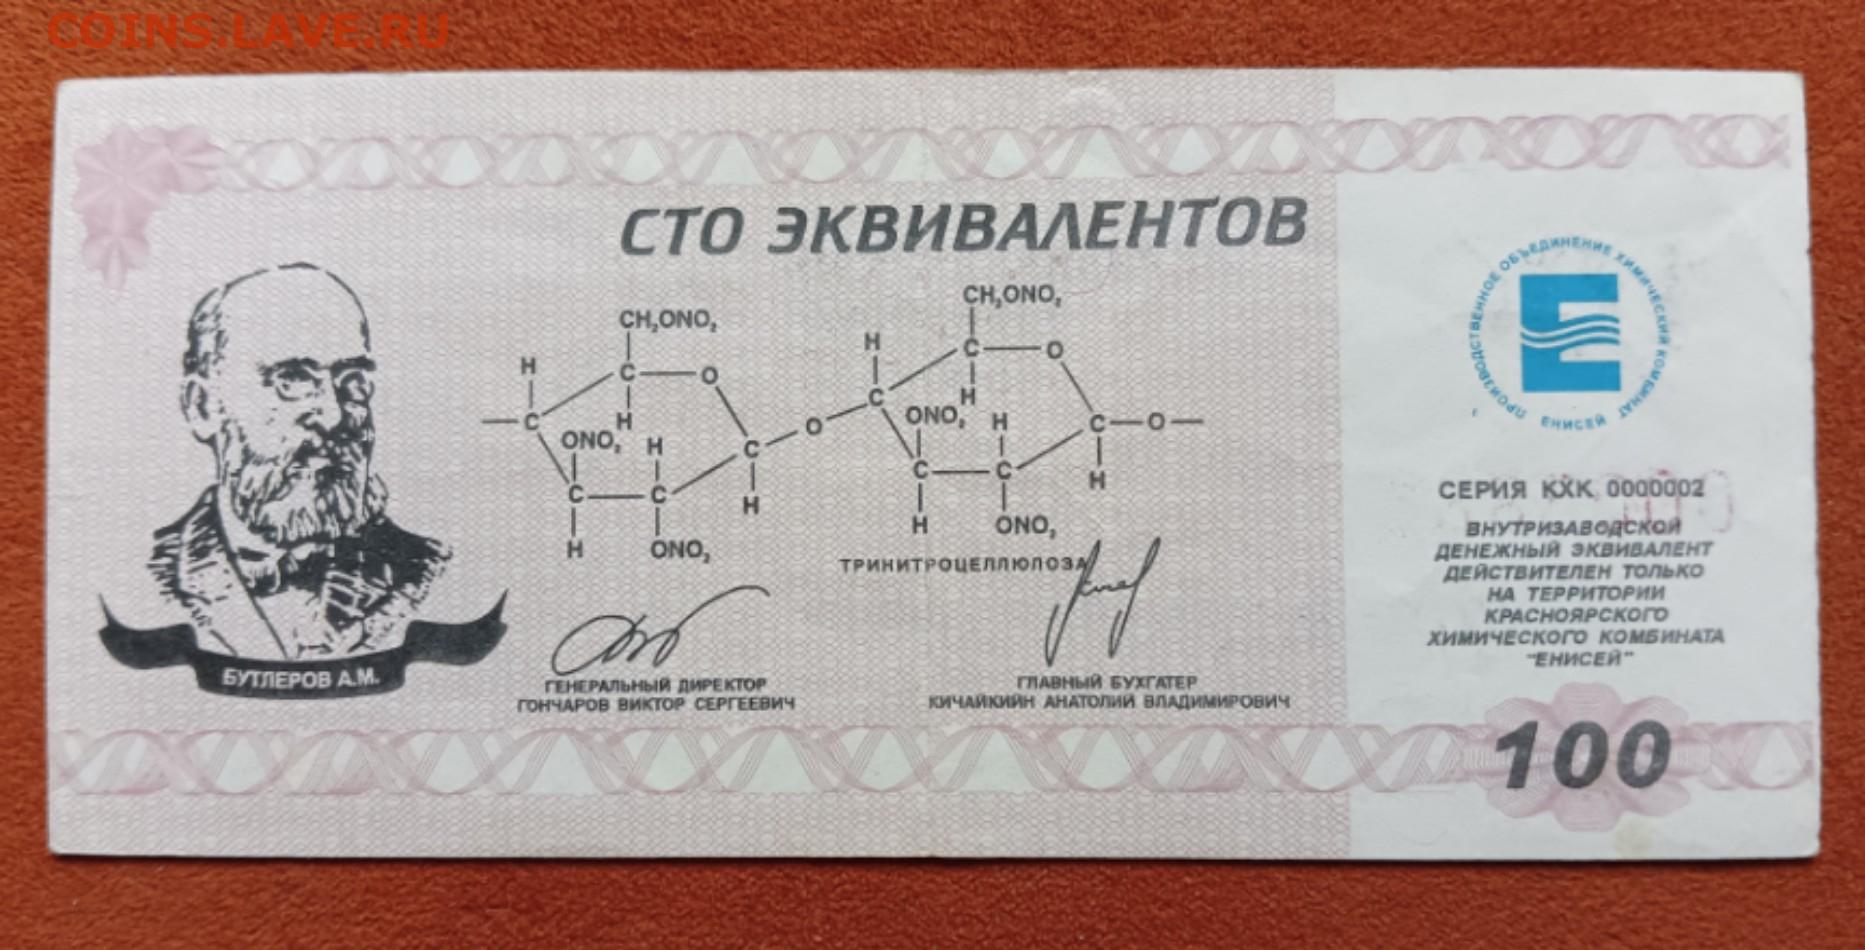 COINS.LAVE.RU
СТО ЭКВИВАЛЕНТОВ
CH₂ONO₂
CH₂ONO₂
H
C
O
H
C
O
H
C
H
ONO₂
H
C
O
C
H
ONO₂
H
C
O
C
C
H
C
C
H
H
ONO₂
H
ONO₂
ТРИНИТРОЦЕЛЛЮЛОЗА
БУТЛЕРОВ А.М.
ГЕНЕРАЛЬНЫЙ ДИРЕКТОР
ГОНЧАРОВ ВИКТОР СЕРГЕЕВИЧ
ГЛАВНЫЙ БУХГАТЕР
КИЧАЙКИЙН АНАТОЛИЙ ВЛАДИМИРОВИЧ
ПРОИЗВОДСТВЕННОЕ ОБЪЕДИНЕНИЕ ХИМИЧЕСКИЙ КОМБИНАТ
ЕНИСЕЙ
СЕРИЯ КХК 0000002
ВНУТРИЗАВОДСКОЙ
ДЕНЕЖНЫЙ ЭКВИВАЛЕНТ
ДЕЙСТВИТЕЛЕН ТОЛЬКО
НА ТЕРРИТОРИИ
КРАСНОЯРСКОГО
ХИМИЧЕСКОГО КОМБИНАТА
"ЕНИСЕЙ"
100